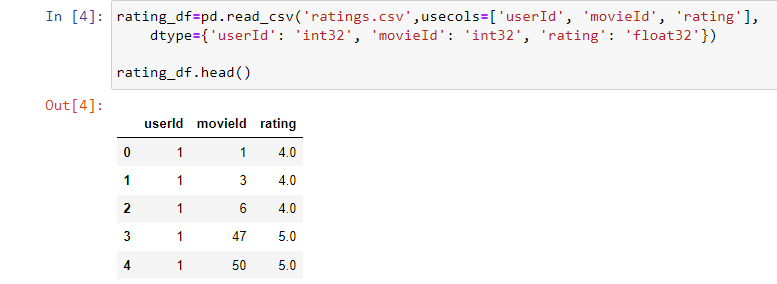 In [4]: rating_df=pd.read_csv('ratings.csv',usecols=['userId', 'movieId', 'rating'],
dtype={'userId': 'int32', 'movieId': 'int32', 'rating': 'float32'})
rating_df.head()
Out[4]:
userId movieId rating
0 1 1 4.0
1 1 3 4.0
2 1 6 4.0
3 1 47 5.0
4 1 50 5.0